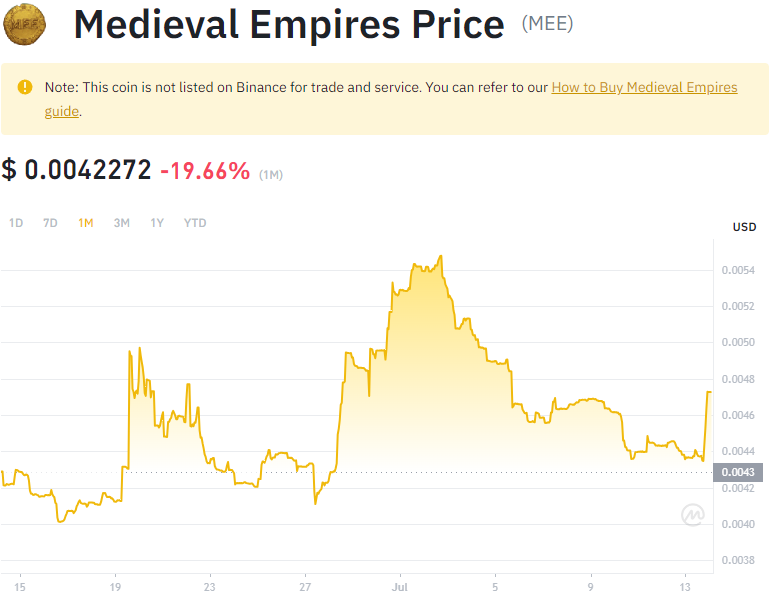 MEE
Medieval Empires Price (MEE)
Note: This coin is not listed on Binance for trade and service. You can refer to our How to Buy Medieval Empires
guide.
$ 0.0042272 -19.66% (1M)
1D 7D 1M 3M 1Y YTD
USD
0.0054
0.0052
0.0050
0.0048
0.0046
0.0044
0.0043
0.0042
0.0040
0.0038
15 19 23 27 Jul 5 9 13